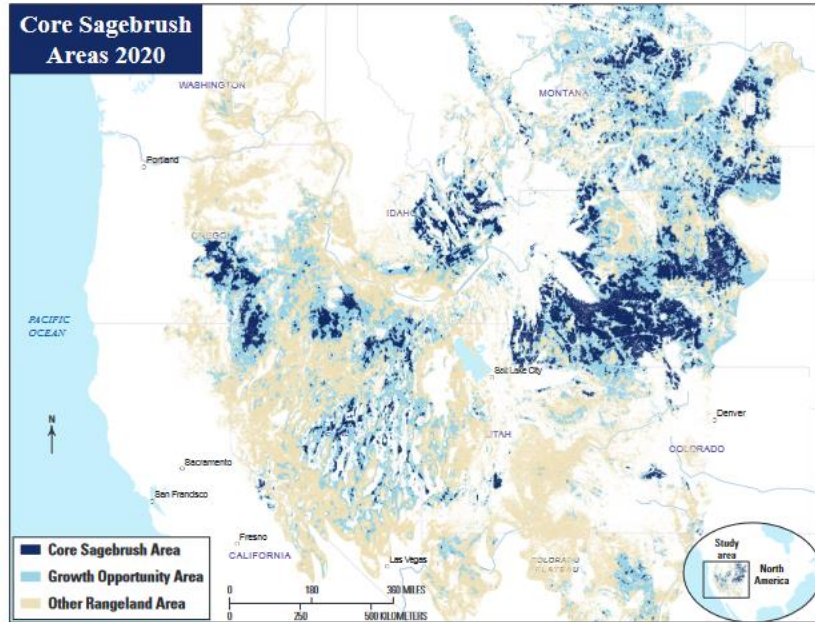 Core Sagebrush
Areas 2020
WASHINGTON
MONTANA
Portland
IDAHO
OREGON
PACIFIC
OCEAN
Salt Lake City
N
Denver
UTAH
COLORADO
Sacramento
San Francisco
Fresno
CALIFORNIA
Las Vegas
COLORADO
PLATEAU
Core Sagebrush Area
Growth Opportunity Area
Other Rangeland Area
0 180 360 MILES
0 250 500 KILOMETERS
Study
area
North
America